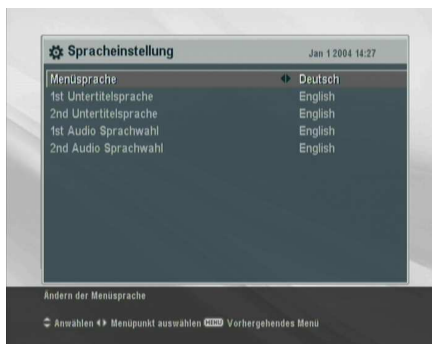 Spracheinstellung Jan 1 2004 14:27
Menüsprache Deutsch
1st Untertitelsprache English
2nd Untertitelsprache English
1st Audio Sprachwahl English
2nd Audio Sprachwahl English
Ändern der Menüsprache
Anwählen Menüpunkt auswählen MENU Vorhergehendes Menü